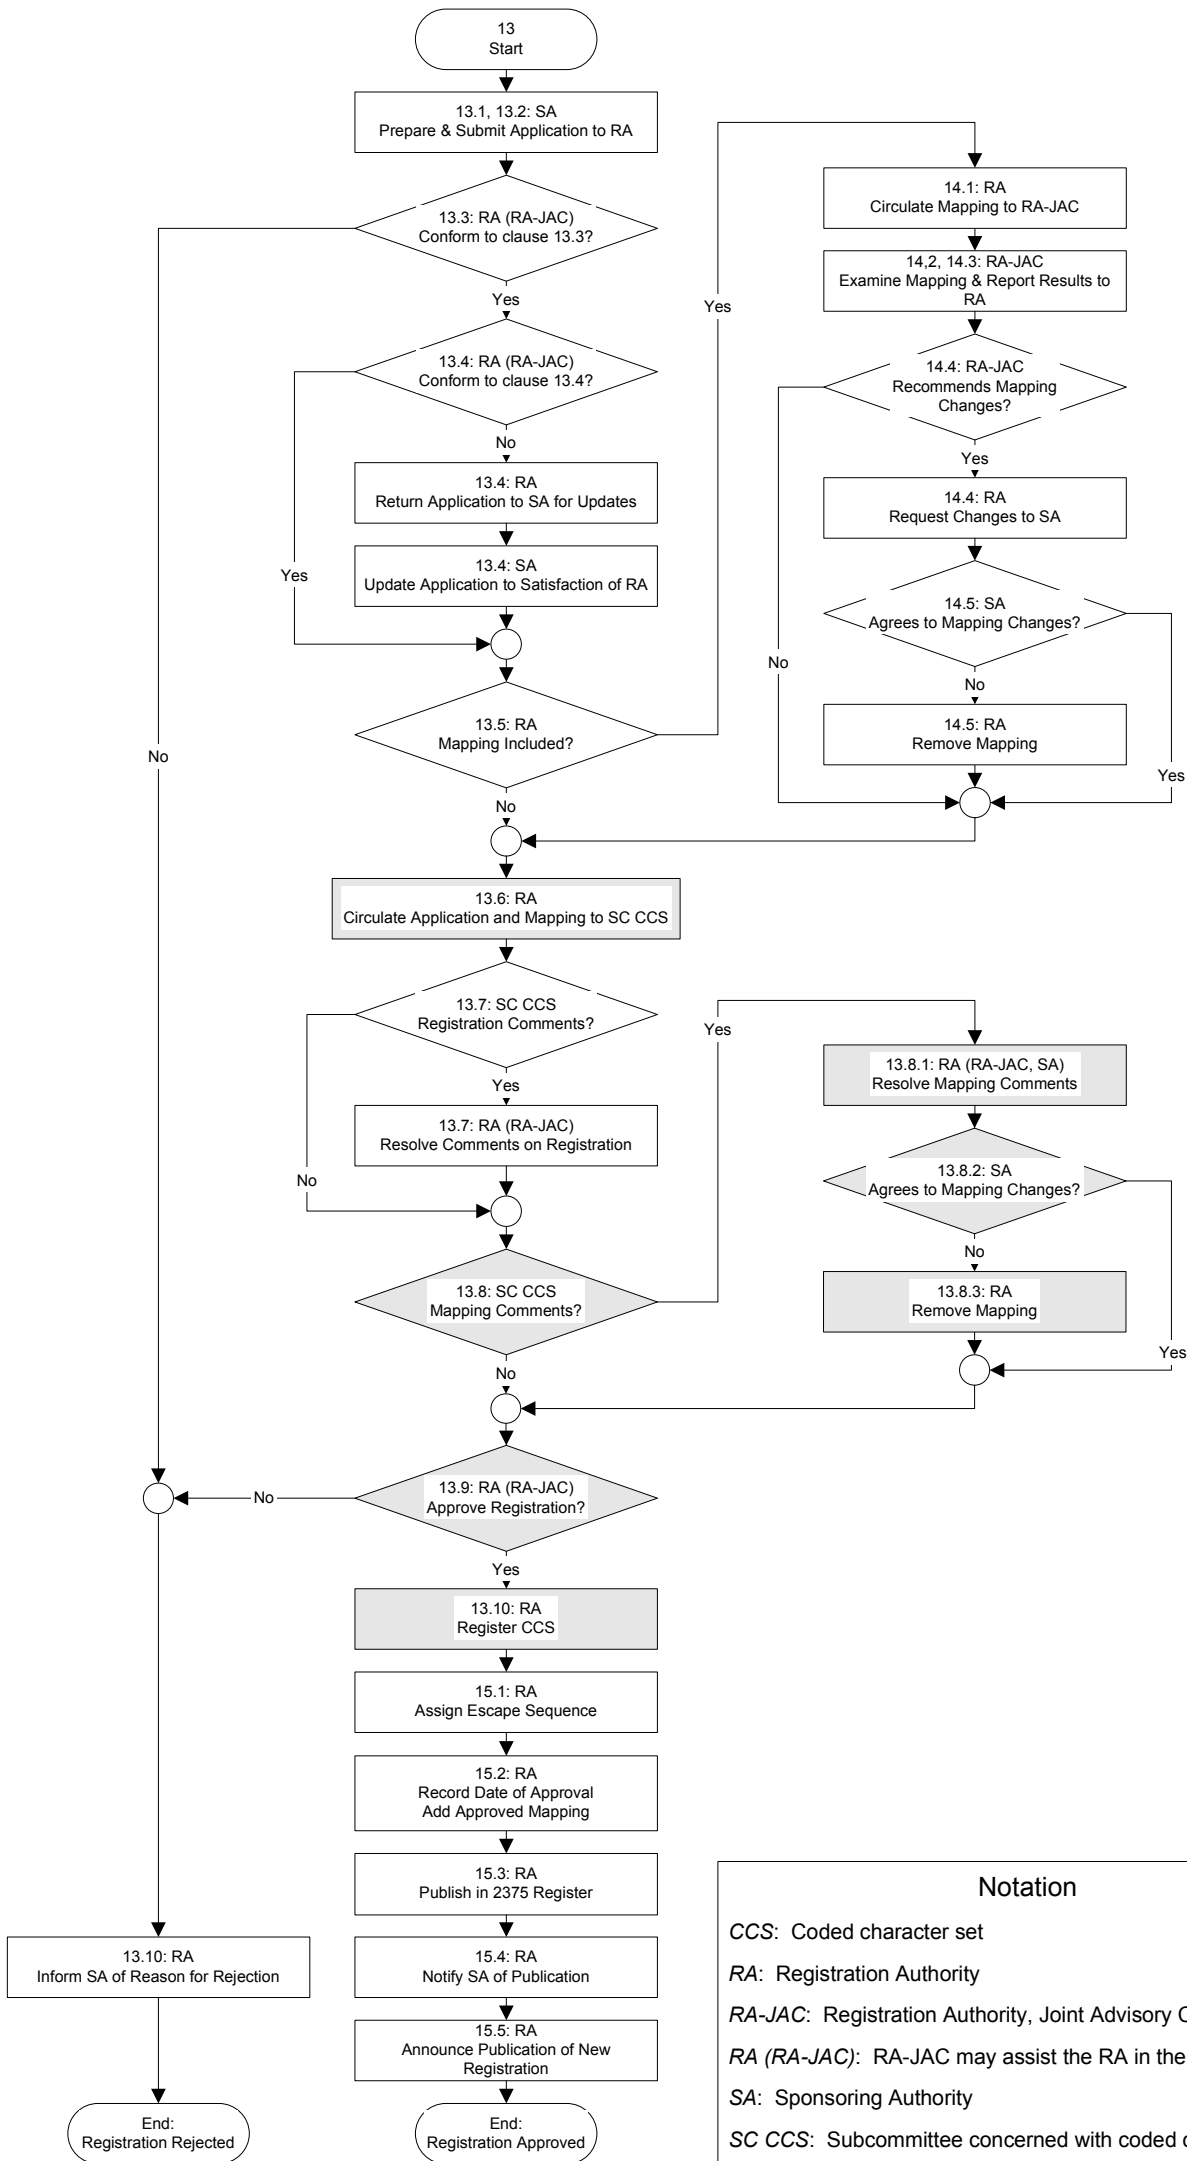 13
Start
13.1, 13.2: SA
Prepare & Submit Application to RA
13.3: RA (RA-JAC)
Conform to clause 13.3?
Yes
13.4: RA (RA-JAC)
Conform to clause 13.4?
No
13.4: RA
Return Application to SA for Updates
13.4: SA
Update Application to Satisfaction of RA
Yes
13.5: RA
Mapping Included?
No
No
Yes
14.1: RA
Circulate Mapping to RA-JAC
14,2, 14.3: RA-JAC
Examine Mapping & Report Results to
RA
14.4: RA-JAC
Recommends Mapping
Changes?
Yes
14.4: RA
Request Changes to SA
14.5: SA
Agrees to Mapping Changes?
No
No
14.5: RA
Remove Mapping
Yes
13.6: RA
Circulate Application and Mapping to SC CCS
13.7: SC CCS
Registration Comments?
Yes
13.7: RA (RA-JAC)
Resolve Comments on Registration
No
13.8: SC CCS
Mapping Comments?
No
Yes
13.8.1: RA (RA-JAC, SA)
Resolve Mapping Comments
13.8.2: SA
Agrees to Mapping Changes?
No
13.8.3: RA
Remove Mapping
Yes
13.9: RA (RA-JAC)
Approve Registration?
No
Yes
13.10: RA
Register CCS
15.1: RA
Assign Escape Sequence
15.2: RA
Record Date of Approval
Add Approved Mapping
15.3: RA
Publish in 2375 Register
15.4: RA
Notify SA of Publication
15.5: RA
Announce Publication of New
Registration
End:
Registration Approved
13.10: RA
Inform SA of Reason for Rejection
End:
Registration Rejected
Notation
CCS: Coded character set
RA: Registration Authority
RA-JAC: Registration Authority, Joint Advisory
RA (RA-JAC): RA-JAC may assist the RA in the
SA: Sponsoring Authority
SC CCS: Subcommittee concerned with coded